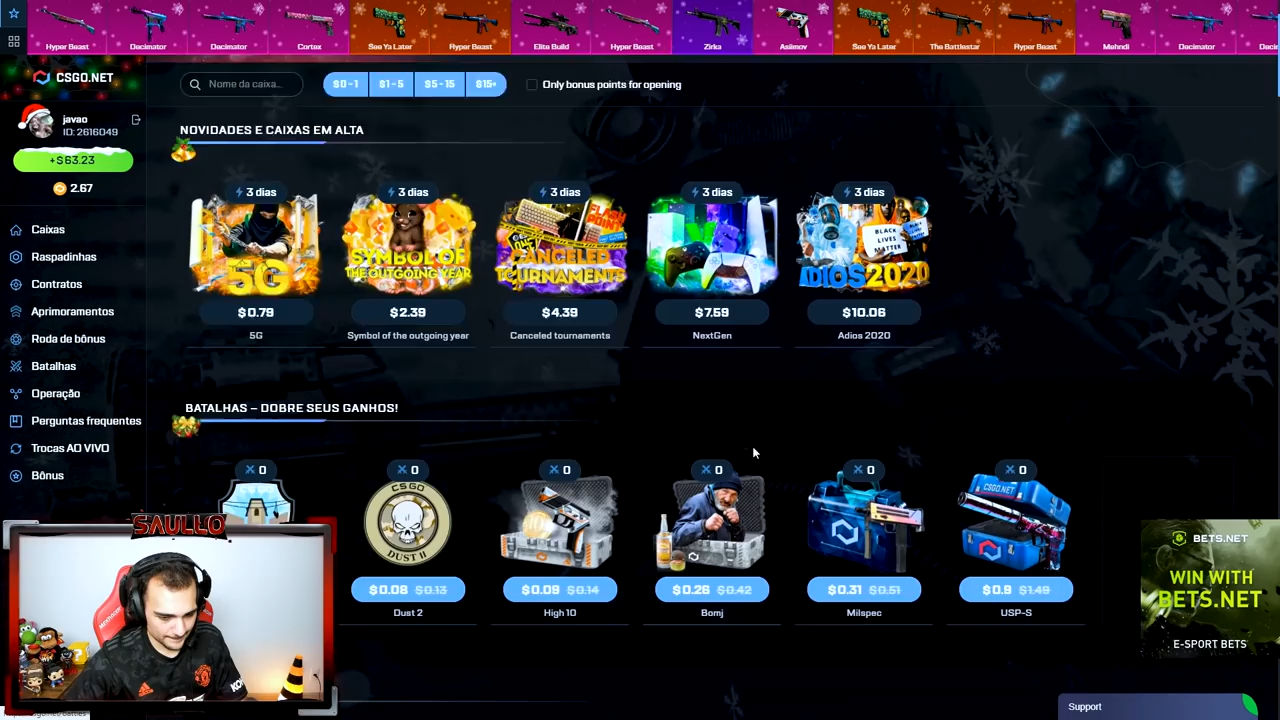 Hyper Beast
Decimator
Decimator
Cortex
See Ya Later
Hyper Beast
Elite Build
Hyper Beast
Zirka
Asiimov
See Ya Later
The Battlestar
Hyper Beast
Mehndi
Decimator
CSGO.NET
javao
ID: 2616049
+$63.23
2.67
Caixas
Raspadinhas
Contratos
Aprimoramentos
Roda de bônus
Batalhas
Operação
Perguntas frequentes
Trocas AO VIVO
Bônus
Nome da caixa...
$0-1
$1-5
$5-15
$15+
Only bonus points for opening
NOVIDADES E CAIXAS EM ALTA
3 dias
3 dias
3 dias
3 dias
3 dias
5G
SYMBOL OF
THE OUTGOING YEAR
FLASH
POINT
CANCELED
TOURNAMENTS
BLACK
LIVES
MATTER
ADIOS 2020
$0.79
$2.39
$4.39
$7.59
$10.06
5G
Symbol of the outgoing year
Canceled tournaments
NextGen
Adios 2020
BATALHAS – DOBRE SEUS GANHOS!
0
0
0
0
0
0
CSGO
DUST II
CSGO.NET
$0.08 $0.13
$0.09 $0.14
$0.26 $0.42
$0.31 $0.51
$0.9 $1.49
Dust 2
High 10
Bomj
Milspec
USP-S
SAULLO
BETS.NET
WIN WITH
BETS.NET
E-SPORT BETS
Support